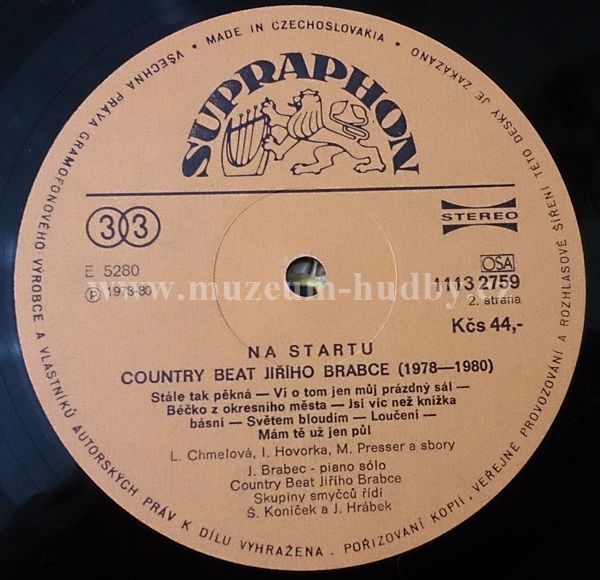 VŠECHNA PRÁVA GRAMOFONOVÉHO VÝROBCE A VLASTNÍKŮ AUTORSKÝCH PRÁV K DÍLU VYHRAŽENA. POŘIZOVÁNÍ KOPIÍ, VEŘEJNÉ PROVOZOVÁNÍ A ROZHLASOVÉ ŠÍŘENÍ TÉTO DESKY JE ZAKÁZÁNO • MADE IN CZECHOSLOVAKIA •
SUPRAPHON
33
STEREO
E 5280
OSA
℗ 1978-80
1113 2759
www.muzeum-hudby.cz
2. strana
Kčs 44,-
NA STARTU
COUNTRY BEAT JIŘÍHO BRABCE (1978—1980)
Stále tak pěkná — Ví o tom jen můj prázdný sál —
Béčko z okresního města — Jsi víc než knížka
básní — Světem bloudím — Loučení —
Mám tě už jen půl
L. Chmelová, I. Hovorka, M. Presser a sbory
J. Brabec - piano sólo
Country Beat Jiřího Brabce
Skupiny smyčců řídí
Š. Koníček a J. Hrábek